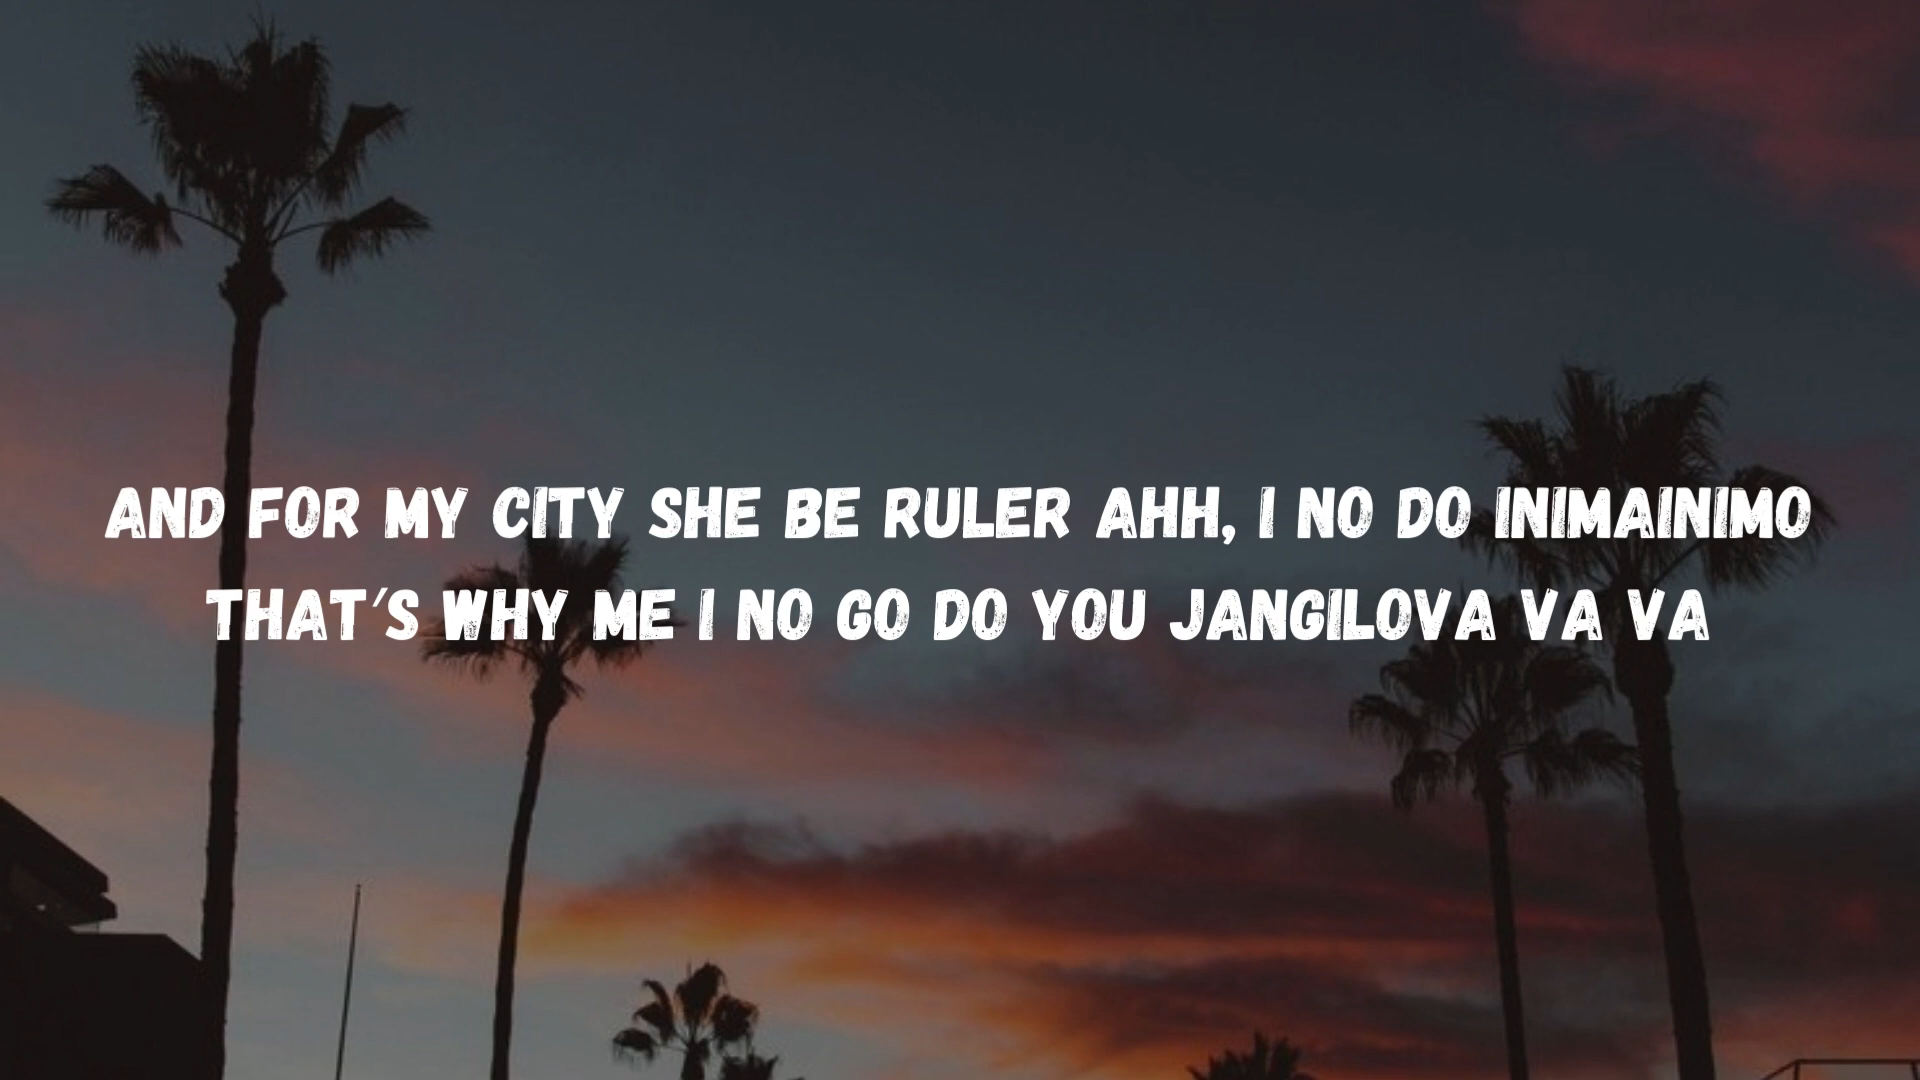 AND FOR MY CITY SHE BE RULER AHH, I NO DO INIMAINIMO
THAT'S WHY ME I NO GO DO YOU JANGILOVA VA VA